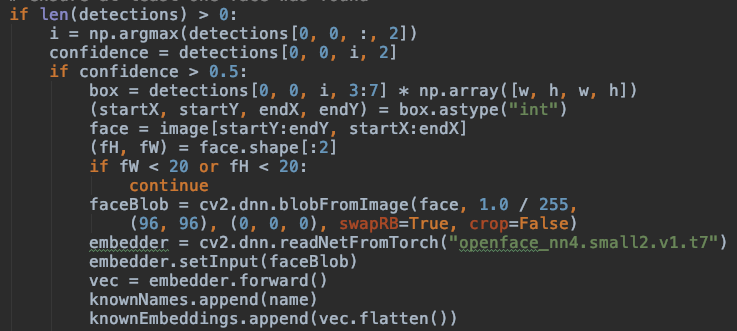 if len(detections) > 0:
i = np.argmax(detections[0, 0, :, 2])
confidence = detections[0, 0, i, 2]
if confidence > 0.5:
box = detections[0, 0, i, 3:7] * np.array([w, h, w, h])
(startX, startY, endX, endY) = box.astype("int")
face = image[startY:endY, startX:endX]
(fH, fW) = face.shape[:2]
if fW < 20 or fH < 20:
continue
faceBlob = cv2.dnn.blobFromImage(face, 1.0 / 255,
(96, 96), (0, 0, 0), swapRB=True, crop=False)
embedder = cv2.dnn.readNetFromTorch("openface_nn4.small2.v1.t7")
embedder.setInput(faceBlob)
vec = embedder.forward()
knownNames.append(name)
knownEmbeddings.append(vec.flatten())